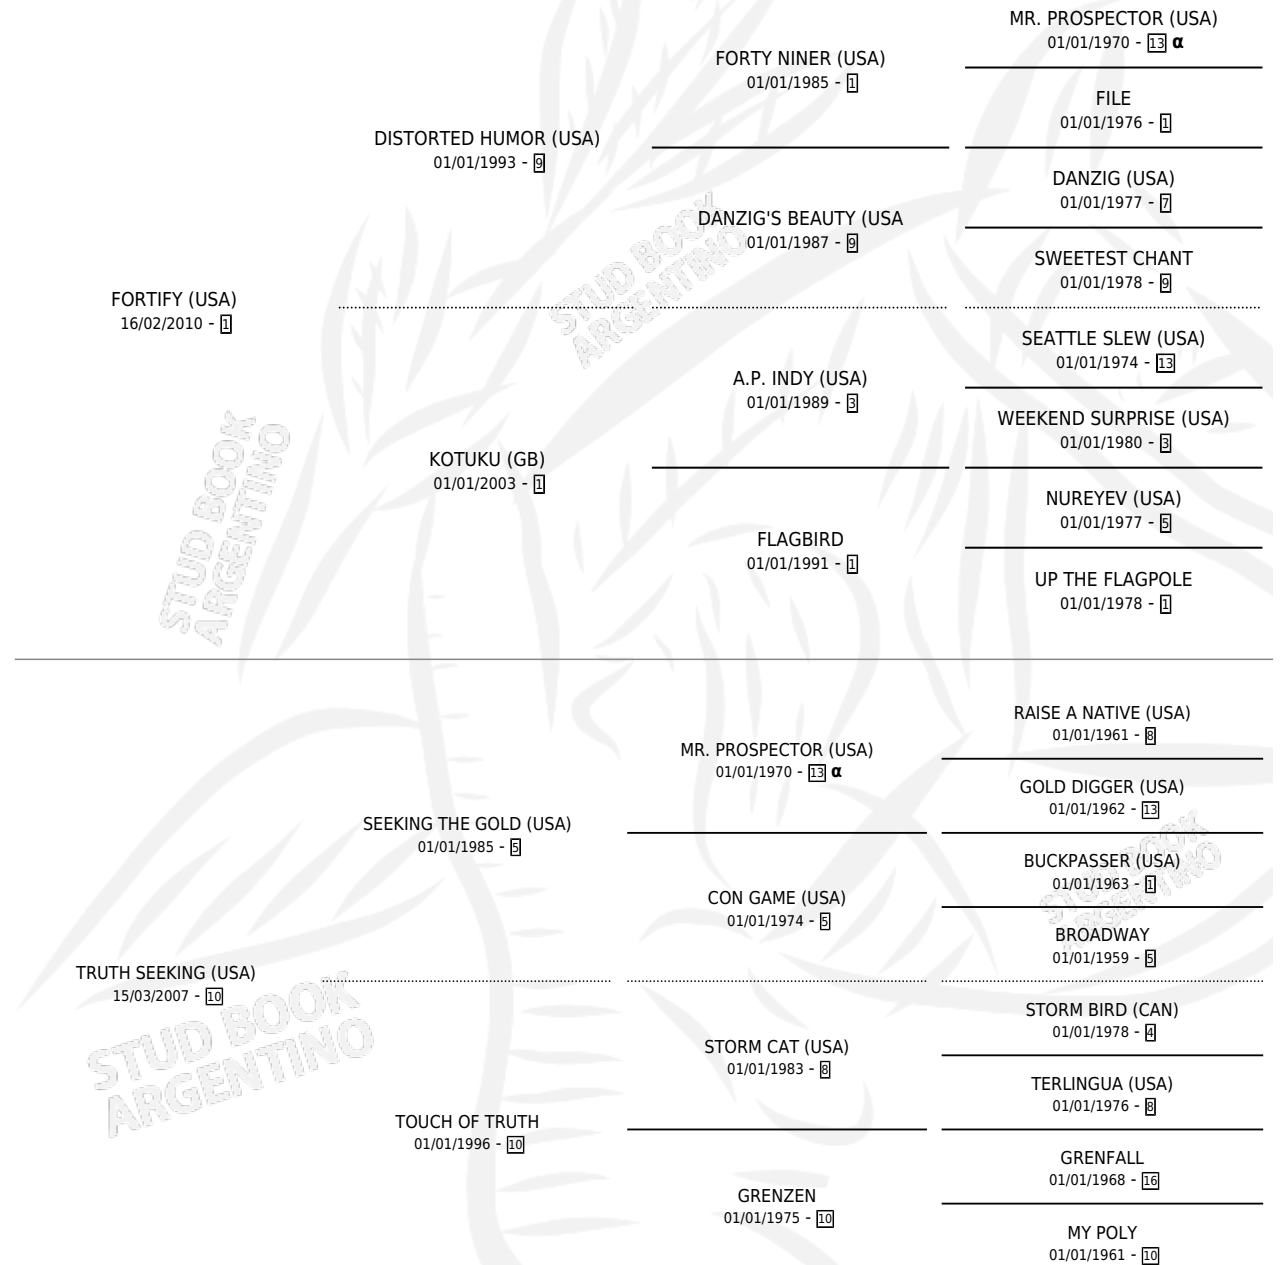 MR. PROSPECTOR (USA)
01/01/1970 - 13 α
FORTY NINER (USA)
01/01/1985 - 1
FILE
01/01/1976 - 1
DISTORTED HUMOR (USA)
01/01/1993 - 9
DANZIG (USA)
01/01/1977 - 7
DANZIG'S BEAUTY (USA
01/01/1987 - 9
SWEETEST CHANT
01/01/1978 - 9
FORTIFY (USA)
16/02/2010 - 1
SEATTLE SLEW (USA)
01/01/1974 - 13
A.P. INDY (USA)
01/01/1989 - 3
WEEKEND SURPRISE (USA)
01/01/1980 - 3
KOTUKU (GB)
01/01/2003 - 1
NUREYEV (USA)
01/01/1977 - 5
FLAGBIRD
01/01/1991 - 1
UP THE FLAGPOLE
01/01/1978 - 1
STUD BOOK
ARGENTINO
STUD BOOK
ARGENTINO
RAISE A NATIVE (USA)
01/01/1961 - 8
MR. PROSPECTOR (USA)
01/01/1970 - 13 α
GOLD DIGGER (USA)
01/01/1962 - 13
SEEKING THE GOLD (USA)
01/01/1985 - 5
BUCKPASSER (USA)
01/01/1963 - 1
CON GAME (USA)
01/01/1974 - 5
BROADWAY
01/01/1959 - 5
STUD BOOK
ARGENTINO
TRUTH SEEKING (USA)
15/03/2007 - 10
STORM BIRD (CAN)
01/01/1978 - 4
STORM CAT (USA)
01/01/1983 - 8
TERLINGUA (USA)
01/01/1976 - 8
STUD BOOK
ARGENTINO
TOUCH OF TRUTH
01/01/1996 - 10
GRENFALL
01/01/1968 - 16
GRENZEN
01/01/1975 - 10
MY POLY
01/01/1961 - 10